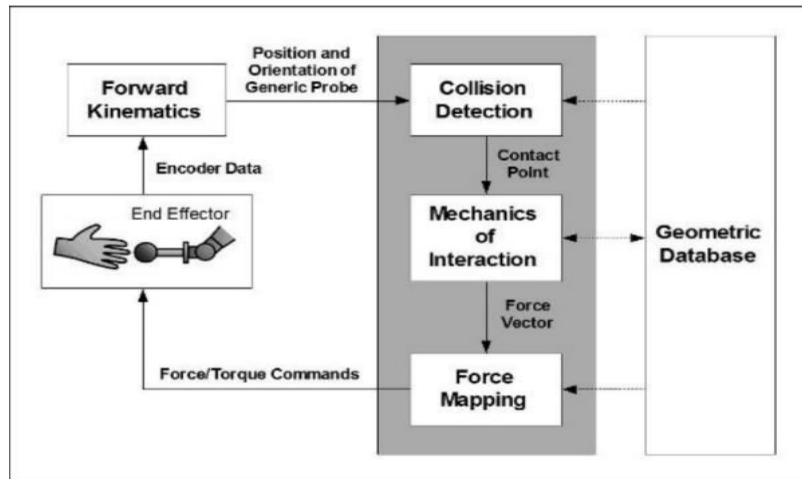 Position and
Orientation of
Generic Probe
Forward
Kinematics
Collision
Detection
Encoder Data
Contact
Point
End Effector
Mechanics
of
Interaction
Geometric
Database
Force
Vector
Force/Torque Commands
Force
Mapping